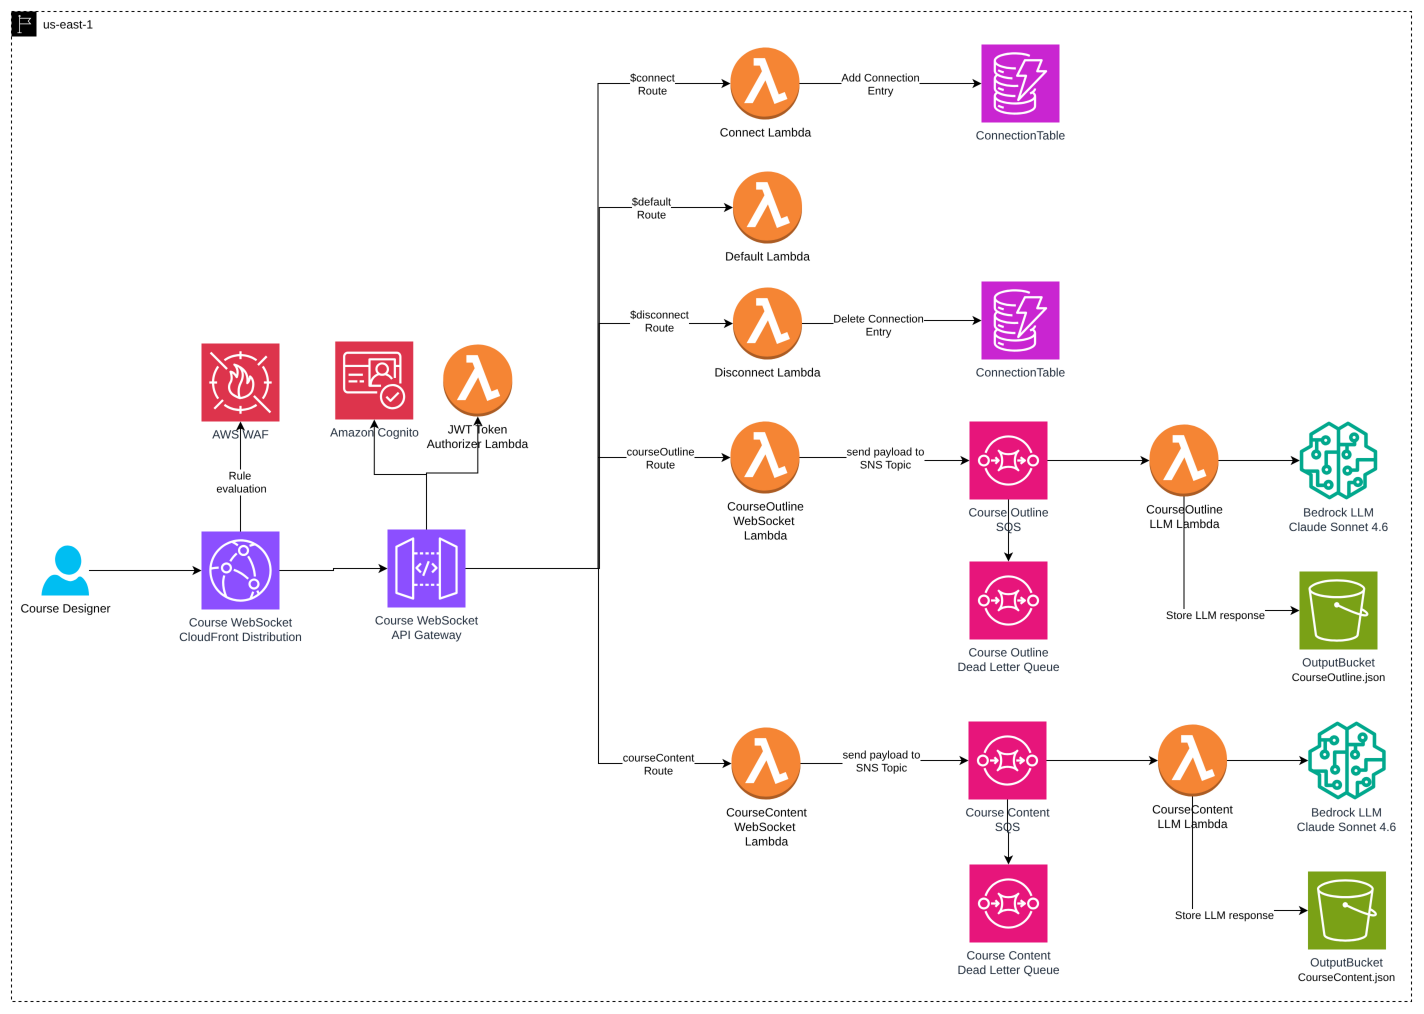 us-east-1
$connect
Route
Connect Lambda
Add Connection
Entry
ConnectionTable
$default
Route
Default Lambda
$disconnect
Route
Disconnect Lambda
Delete Connection
Entry
ConnectionTable
AWS WAF
Amazon Cognito
JWT Token
Authorizer Lambda
Rule
evaluation
Course Designer
Course WebSocket
CloudFront Distribution
Course WebSocket
API Gateway
courseOutline
Route
CourseOutline
WebSocket
Lambda
send payload to
SNS Topic
Course Outline
SQS
Course Outline
Dead Letter Queue
CourseOutline
LLM Lambda
Bedrock LLM
Claude Sonnet 4.6
Store LLM response
OutputBucket
CourseOutline.json
courseContent
Route
CourseContent
WebSocket
Lambda
send payload to
SNS Topic
Course Content
SQS
Course Content
Dead Letter Queue
CourseContent
LLM Lambda
Bedrock LLM
Claude Sonnet 4.6
Store LLM response
OutputBucket
CourseContent.json